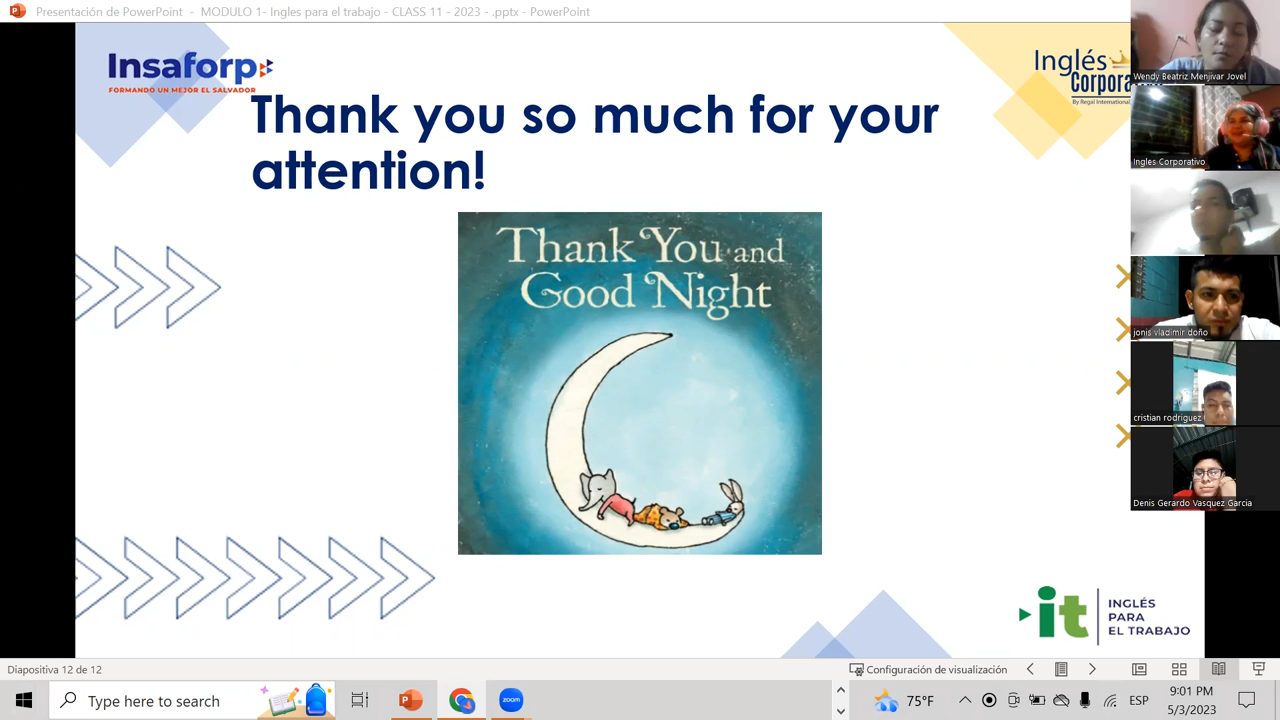 Presentación de PowerPoint - MODULO 1- Ingles para el trabajo - CLASS 11 - 2023 - .pptx - PowerPoint
Insaforp
FORMANDO UN MEJOR EL SALVADOR
Inglés
Corpora
By Regal International
Thank you so much for your
attention!
Thank You and
Good Night
Wendy Beatriz Menjivar Jovel
Ingles Corporativo
jonis vladimir doño
cristian rodriguez
Denis Gerardo Vasquez Garcia
it
INGLÉS
PARA
EL TRABAJO
Diapositiva 12 de 12
Configuración de visualización
Type here to search
zoom
75°F
ESP
9:01 PM
5/3/2023